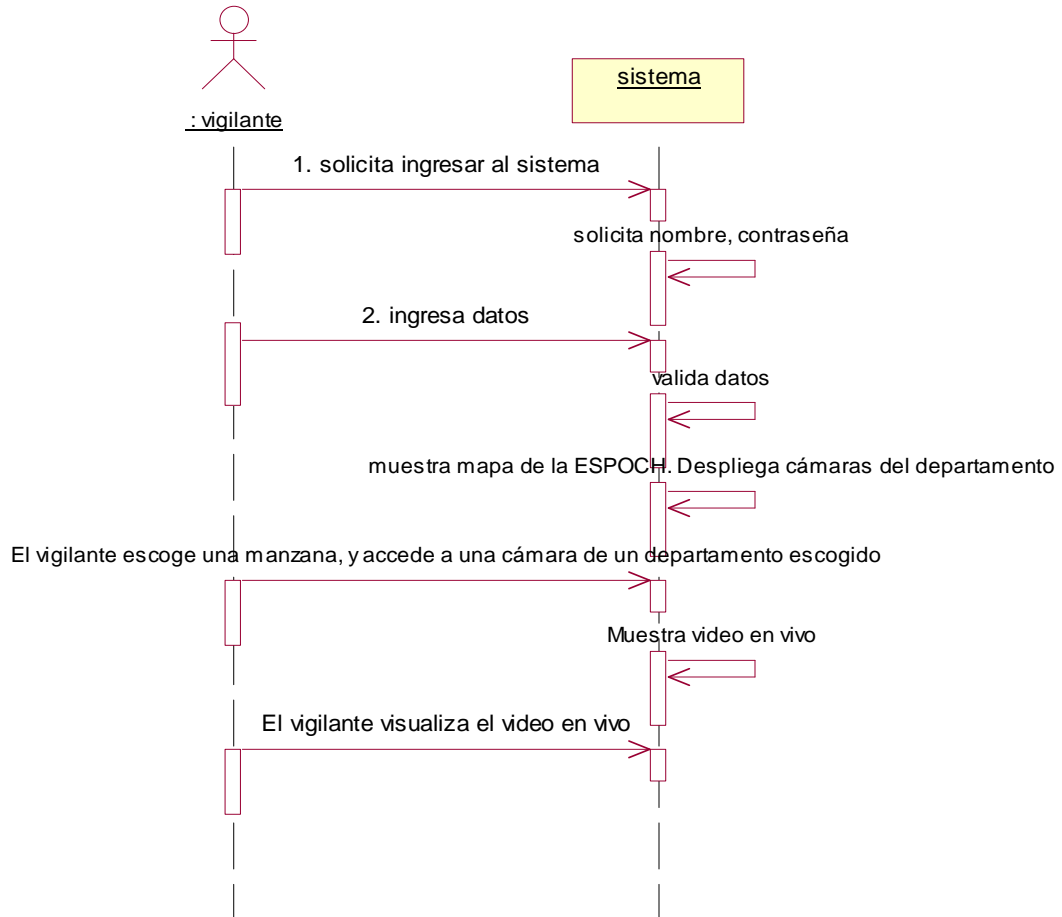 : vigilante
sistema
1. solicita ingresar al sistema
solicita nombre, contraseña
2. ingresa datos
valida datos
muestra mapa de la ESPOCH. Despliega cámaras del departamento
El vigilante escoge una manzana, y accede a una cámara de un departamento escogido
Muestra video en vivo
El vigilante visualiza el video en vivo